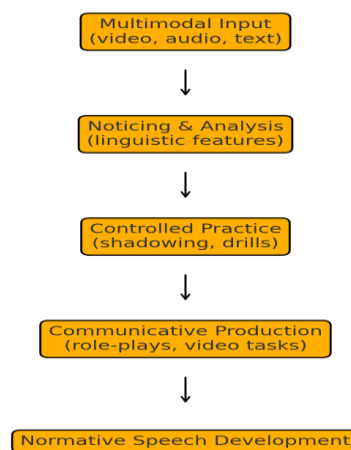 Multimodal Input
(video, audio, text)
Noticing & Analysis
(linguistic features)
Controlled Practice
(shadowing, drills)
Communicative Production
(role-plays, video tasks)
Normative Speech Development